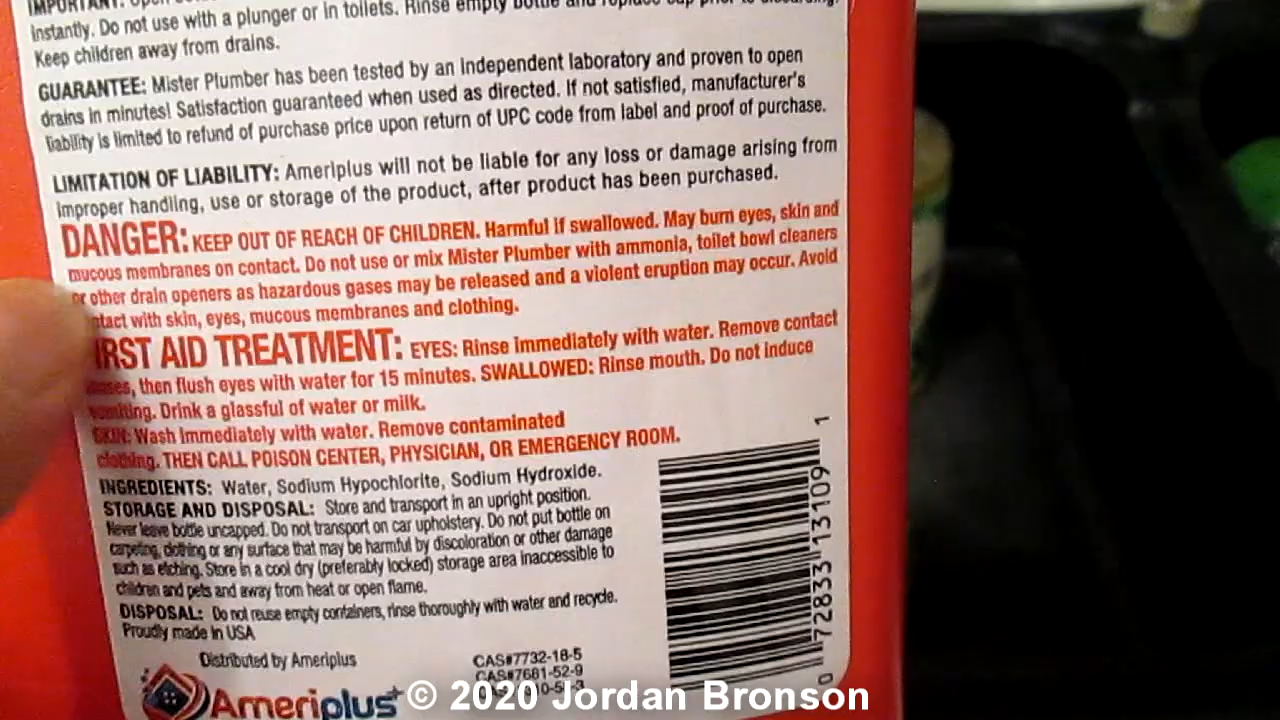 IMPORTANT: Open
instantly. Do not use with a plunger or in toilets. Rinse empty bottle and replace cap prior to discarding.
Keep children away from drains.
GUARANTEE: Mister Plumber has been tested by an independent laboratory and proven to open
drains in minutes! Satisfaction guaranteed when used as directed. If not satisfied, manufacturer's
liability is limited to refund of purchase price upon return of UPC code from label and proof of purchase.
LIMITATION OF LIABILITY: Ameriplus will not be liable for any loss or damage arising from
improper handling, use or storage of the product, after product has been purchased.
DANGER: KEEP OUT OF REACH OF CHILDREN. Harmful if swallowed. May burn eyes, skin and
mucous membranes on contact. Do not use or mix Mister Plumber with ammonia, toilet bowl cleaners
or other drain openers as hazardous gases may be released and a violent eruption may occur. Avoid
ntact with skin, eyes, mucous membranes and clothing.
IRST AID TREATMENT: EYES: Rinse immediately with water. Remove contact
lenses, then flush eyes with water for 15 minutes. SWALLOWED: Rinse mouth. Do not induce
vomiting. Drink a glassful of water or milk.
SKIN: Wash immediately with water. Remove contaminated
clothing. THEN CALL POISON CENTER, PHYSICIAN, OR EMERGENCY ROOM.
INGREDIENTS: Water, Sodium Hypochlorite, Sodium Hydroxide.
STORAGE AND DISPOSAL: Store and transport in an upright position.
Never leave bottle uncapped. Do not transport on car upholstery. Do not put bottle on
carpeting, clothing or any surface that may be harmful by discoloration or other damage
such as etching. Store in a cool dry (preferably locked) storage area inaccessible to
children and pets and away from heat or open flame.
DISPOSAL: Do not reuse empty containers, rinse thoroughly with water and recycle.
Proudly made in USA
Distributed by Ameriplus
CAS#7732-18-5
CAS#7681-52-9
Ameriplus
0 72833 13109 1
© 2020 Jordan Bronson